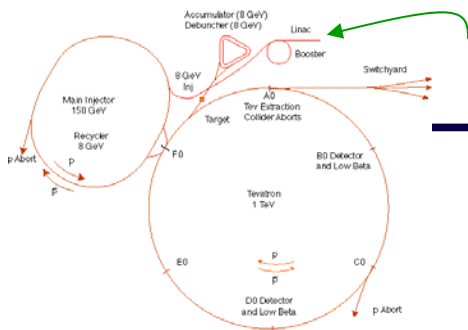 Accumulator (8 GeV)
Debuncher (8 GeV)
Linac
Booster
8 GeV
Inj
Switchyard
Main Injector
150 GeV
Recycler
8 GeV
A0
Tev Extraction
Collider Aborts
Target
F0
p Abort
p
p
B0 Detector
and Low Beta
Tevatron
1 TeV
E0
C0
p
p
D0 Detector
and Low Beta
p Abort